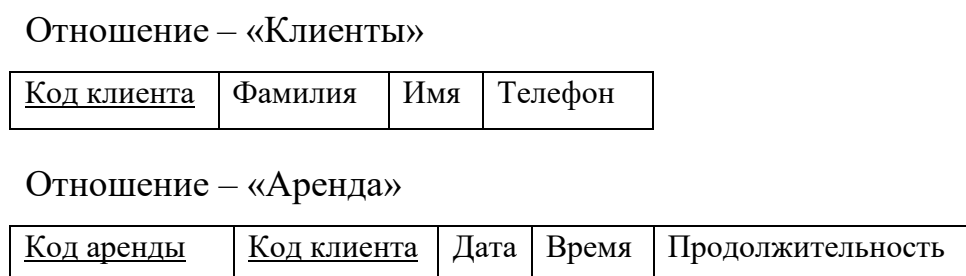 Отношение – «Клиенты»
Код клиента Фамилия Имя Телефон
Отношение – «Аренда»
Код аренды Код клиента Дата Время Продолжительность